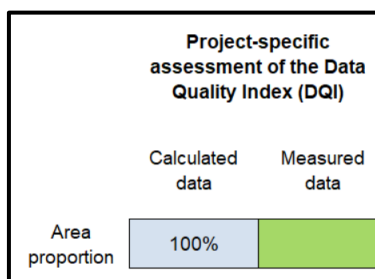 Project-specific
assessment of the Data
Quality Index (DQI)
Calculated Measured
data data
Area
proportion 100%